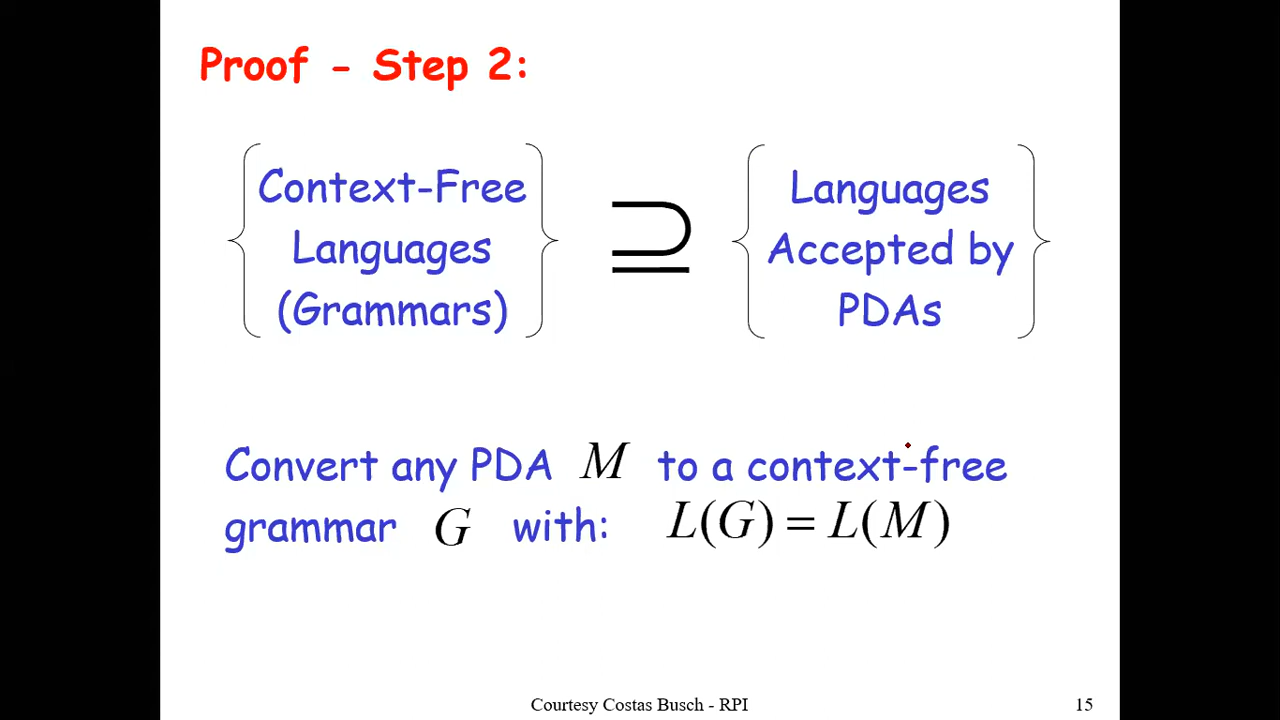 Proof - Step 2:
Context-Free
Languages
(Grammars)
⊇
Languages
Accepted by
PDAs
Convert any PDA M to a context-free
grammar G with: L(G) = L(M)
Courtesy Costas Busch - RPI
15